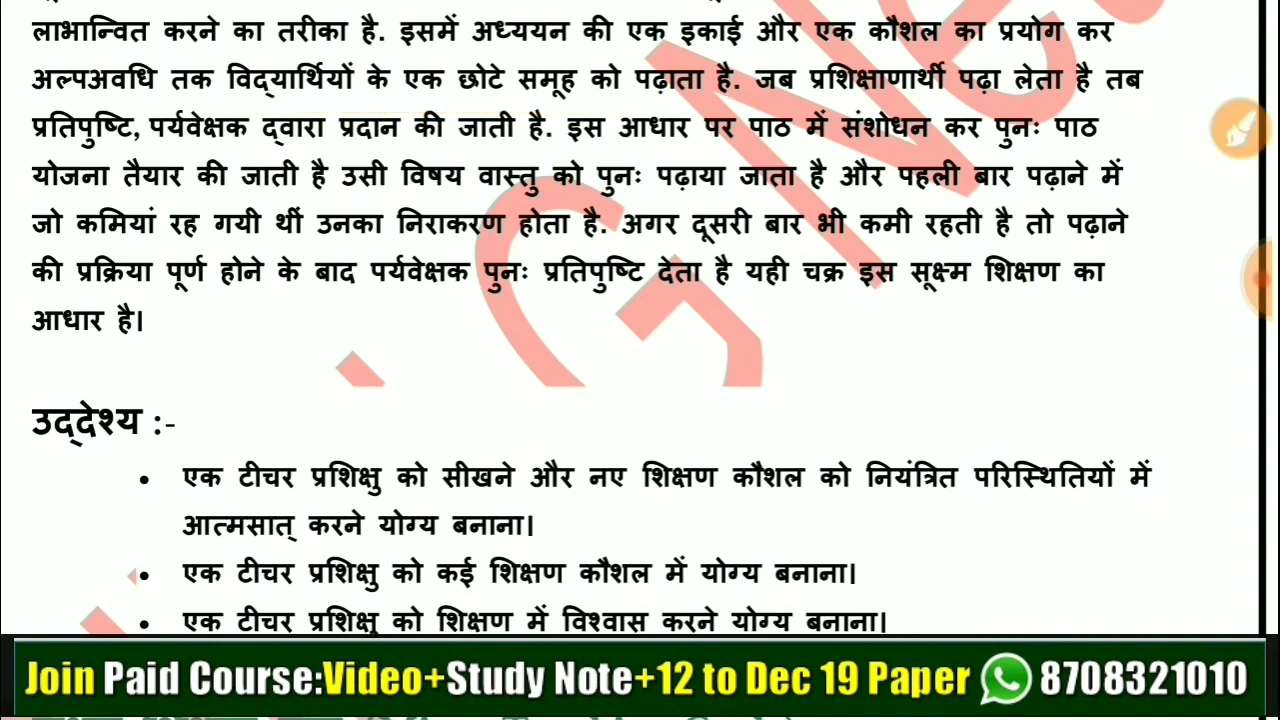 लाभान्वित करने का तरीका है. इसमें अध्ययन की एक इकाई और एक कौशल का प्रयोग कर
अल्पअवधि तक विद्यार्थियों के एक छोटे समूह को पढ़ाता है. जब प्रशिक्षाणार्थी पढ़ा लेता है तब
प्रतिपुष्टि, पर्यवेक्षक द्वारा प्रदान की जाती है. इस आधार पर पाठ में संशोधन कर पुनः पाठ
योजना तैयार की जाती है उसी विषय वास्तु को पुनः पढ़ाया जाता है और पहली बार पढ़ाने में
जो कमियां रह गयी थीं उनका निराकरण होता है. अगर दूसरी बार भी कमी रहती है तो पढ़ाने
की प्रक्रिया पूर्ण होने के बाद पर्यवेक्षक पुनः प्रतिपुष्टि देता है यही चक्र इस सूक्ष्म शिक्षण का
आधार है।
उद्देश्य :-
• एक टीचर प्रशिक्षु को सीखने और नए शिक्षण कौशल को नियंत्रित परिस्थितियों में
आत्मसात् करने योग्य बनाना।
• एक टीचर प्रशिक्षु को कई शिक्षण कौशल में योग्य बनाना।
• एक टीचर प्रशिक्षु को शिक्षण में विश्वास करने योग्य बनाना।
Join Paid Course:Video+Study Note+12 to Dec 19 Paper 8708321010